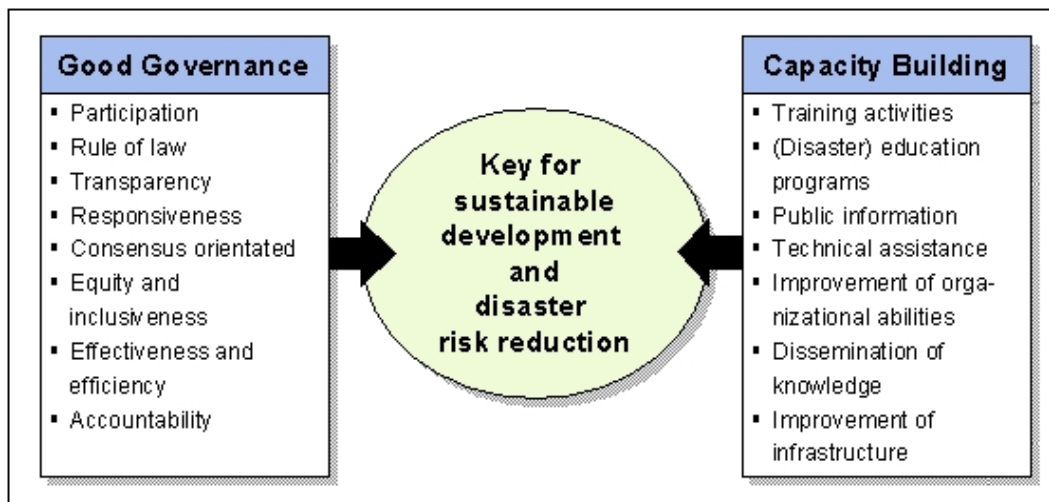 Good Governance
▪ Participation
▪ Rule of law
▪ Transparency
▪ Responsiveness
▪ Consensus orientated
▪ Equity and
inclusiveness
▪ Effectiveness and
efficiency
▪ Accountability
Key for
sustainable
development
and
disaster
risk reduction
Capacity Building
▪ Training activities
▪ (Disaster) education
programs
▪ Public information
▪ Technical assistance
▪ Improvement of orga-
nizational abilities
▪ Dissemination of
knowledge
▪ Improvement of
infrastructure